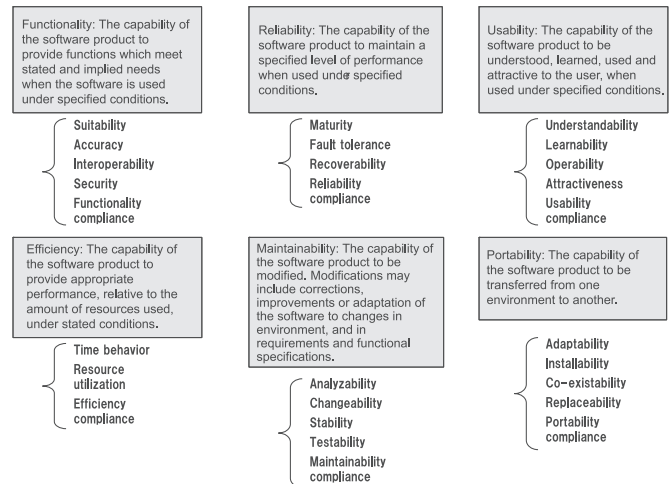 Functionality: The capability of
the software product to
provide functions which meet
stated and implied needs
when the software is used
under specified conditions.
Suitability
Accuracy
Interoperability
Security
Functionality
compliance
Reliability: The capability of the
software product to maintain a
specified level of performance
when used under specified
conditions.
Maturity
Fault tolerance
Recoverability
Reliability
compliance
Usability: The capability of the
software product to be
understood, learned, used and
attractive to the user, when
used under specified conditions.
Understandability
Learnability
Operability
Attractiveness
Usability
compliance
Efficiency: The capability of
the software product to
provide appropriate
performance, relative to the
amount of resources used,
under stated conditions.
Time behavior
Resource
utilization
Efficiency
compliance
Maintainability: The capability of
the software product to be
modified. Modifications may
include corrections,
improvements or adaptation of
the software to changes in
environment, and in
requirements and functional
specifications.
Analyzability
Changeability
Stability
Testability
Maintainability
compliance
Portability: The capability of
the software product to be
transferred from one
environment to another.
Adaptability
Installability
Co-existability
Replaceability
Portability
compliance